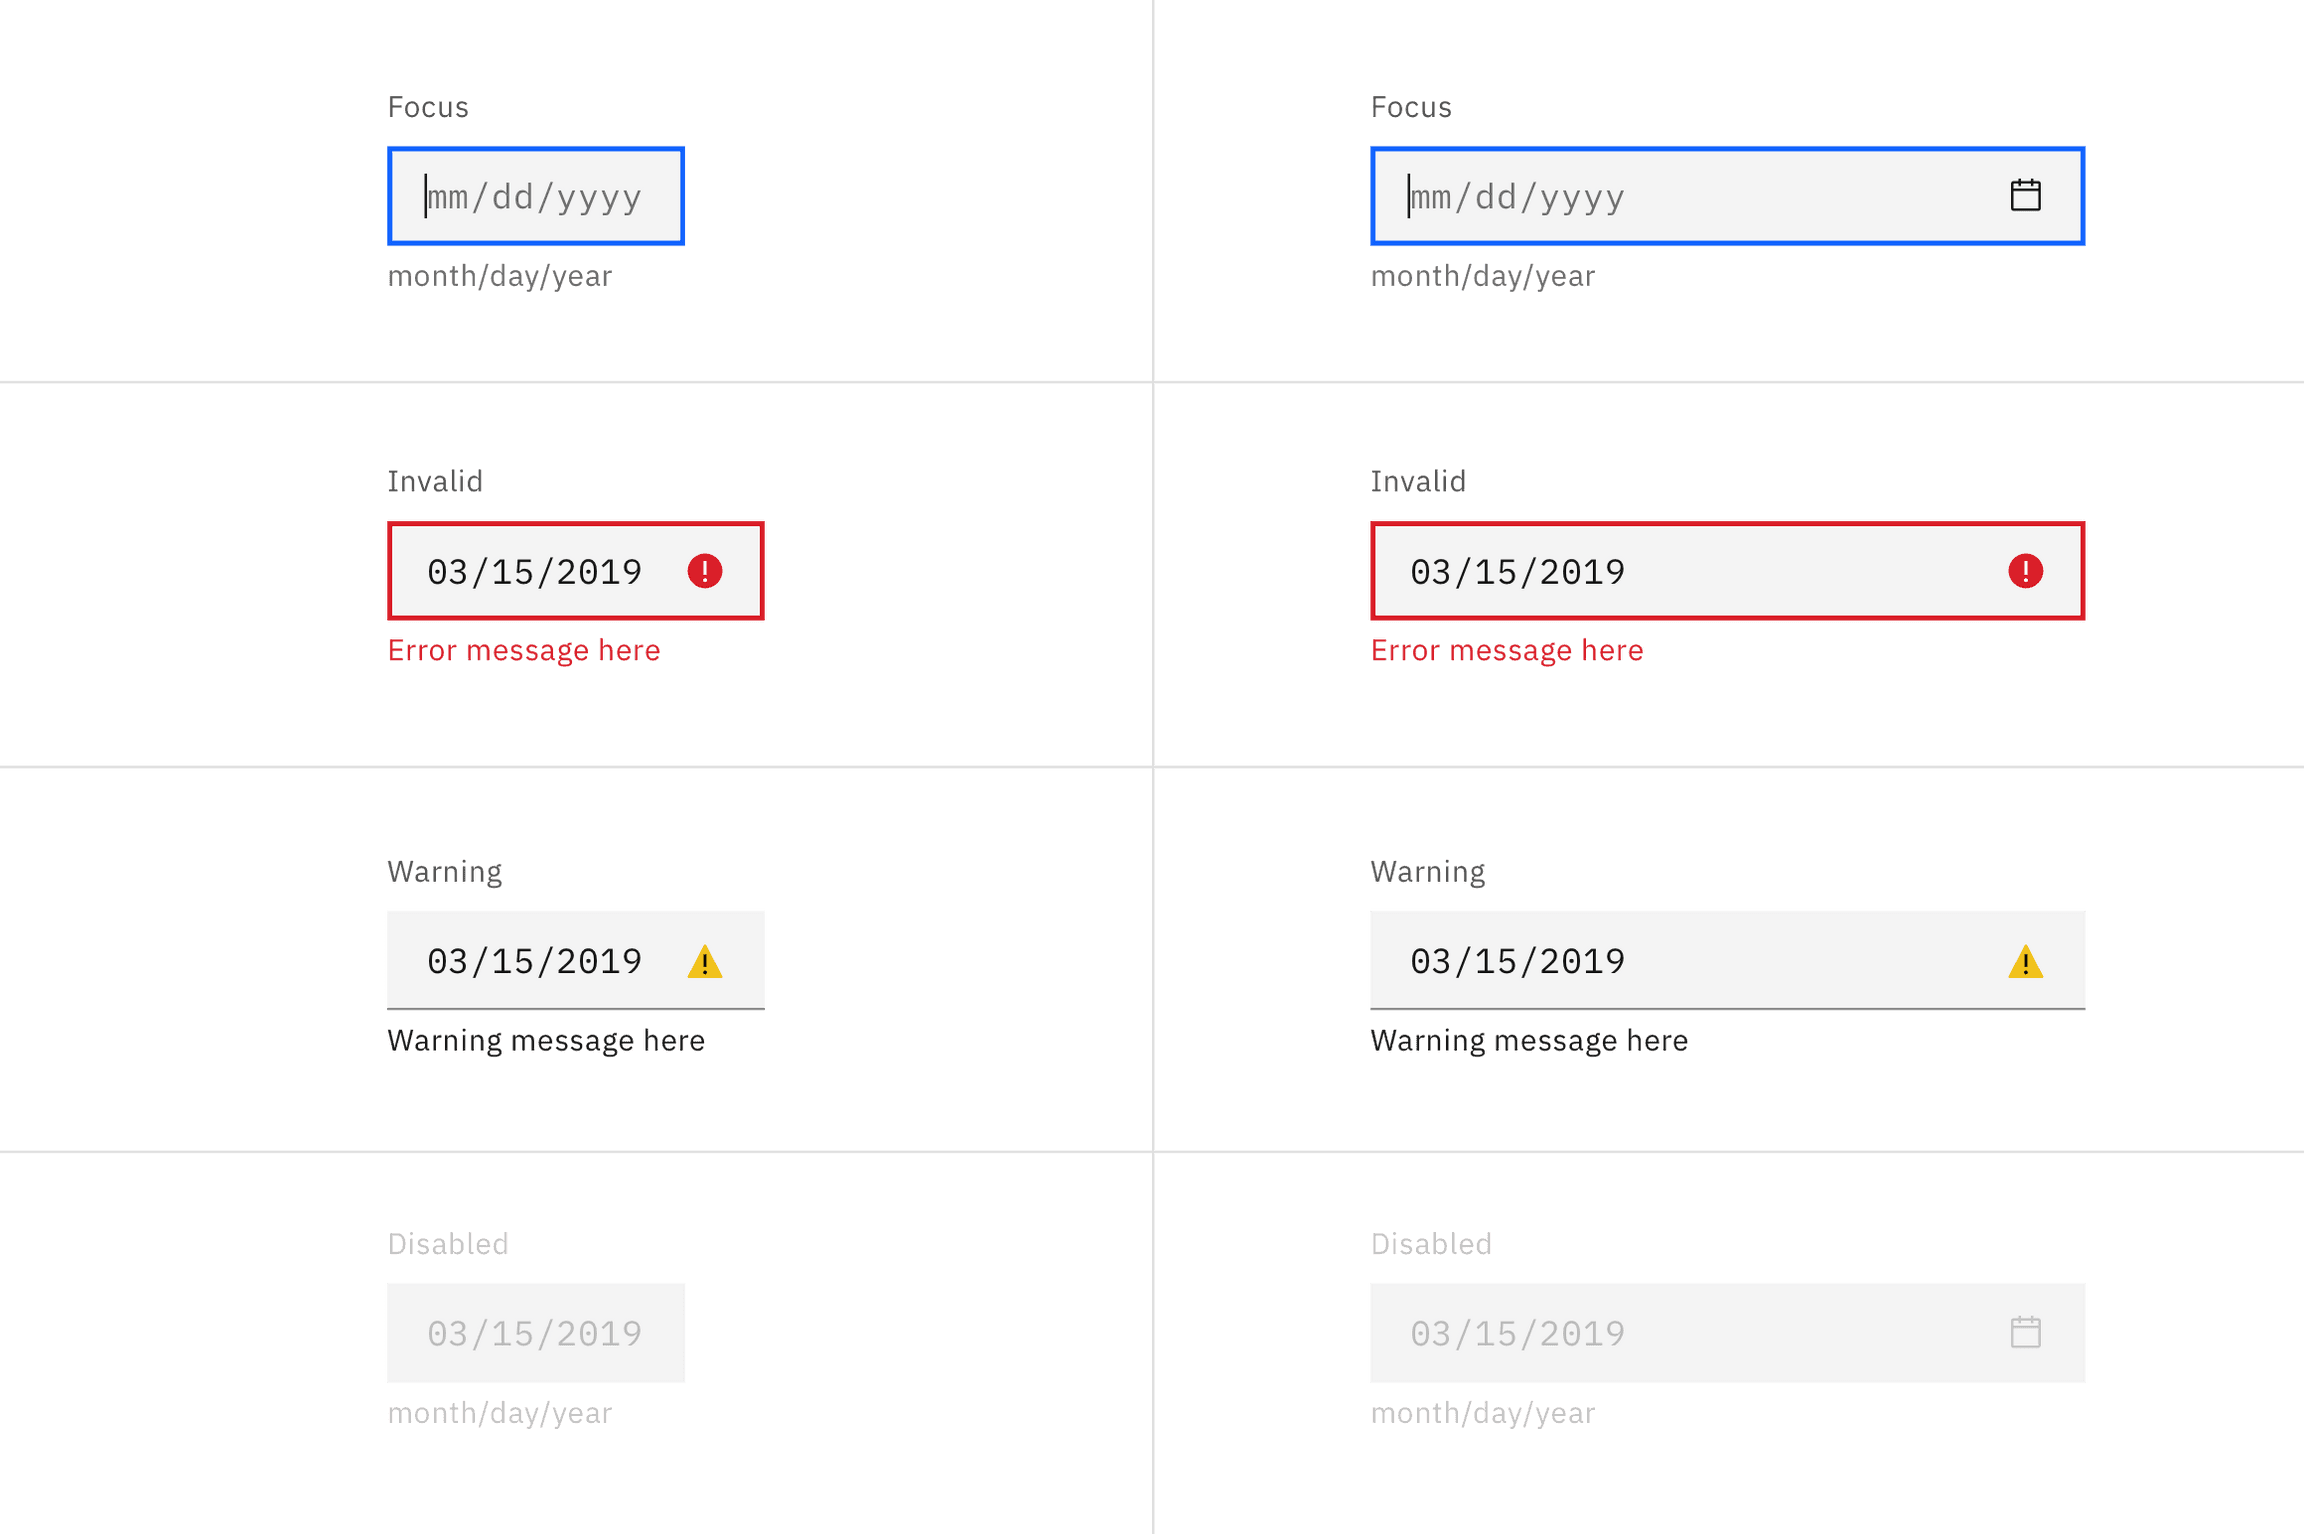 Focus
mm/dd/yyyy
month/day/year
Focus
mm/dd/yyyy
month/day/year
Invalid
03/15/2019
Error message here
Invalid
03/15/2019
Error message here
Warning
03/15/2019
Warning message here
Warning
03/15/2019
Warning message here
Disabled
03/15/2019
month/day/year
Disabled
03/15/2019
month/day/year